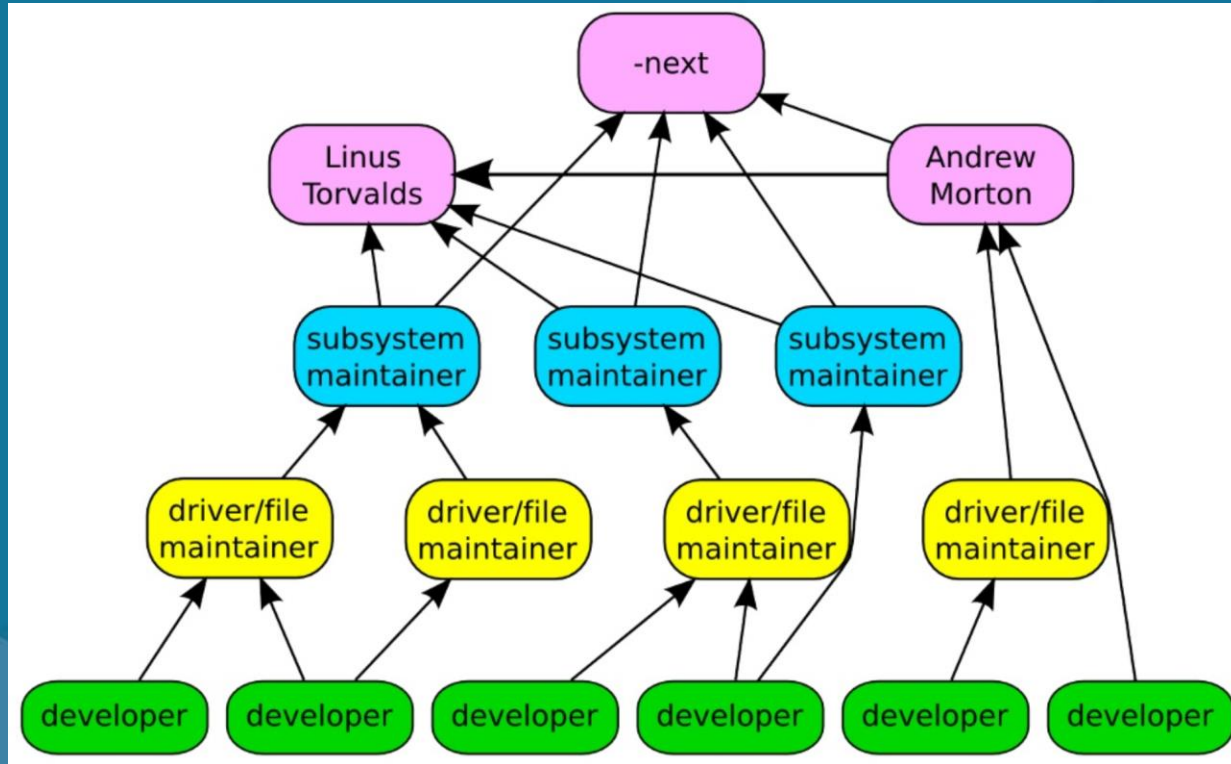 -next
Linus
Torvalds
Andrew
Morton
subsystem
maintainer
subsystem
maintainer
subsystem
maintainer
driver/file
maintainer
driver/file
maintainer
driver/file
maintainer
driver/file
maintainer
developer
developer
developer
developer
developer
developer